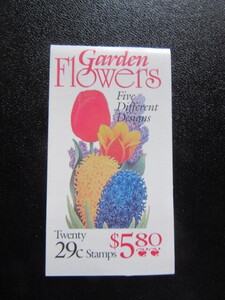 Garden
Flowers
Five
Different
Designs
Twenty
29c Stamps $5.80